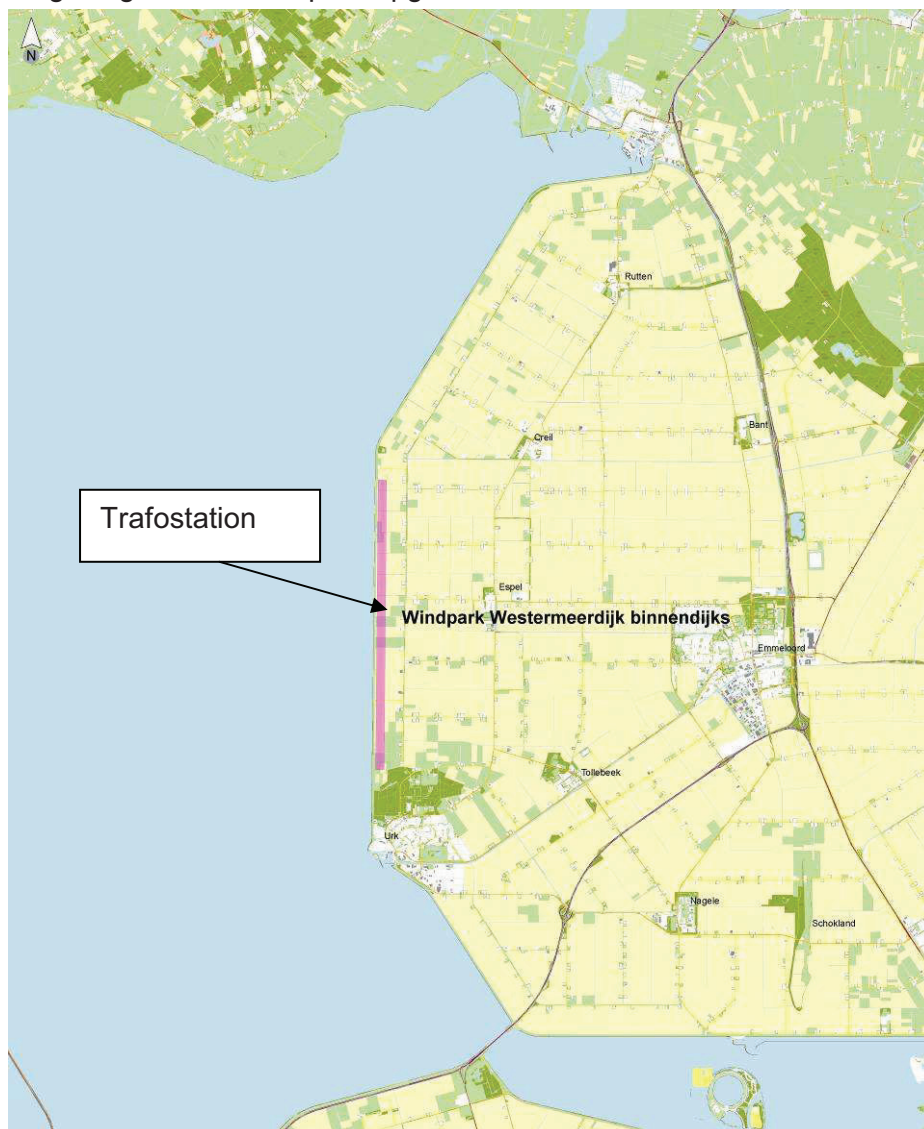 N
Rutten
Creil
Bant
Trafostation
Espel
Windpark Westermeerdijk binnendijks
Emmeloord
Tollebeek
Urk
Nagele
Schokland